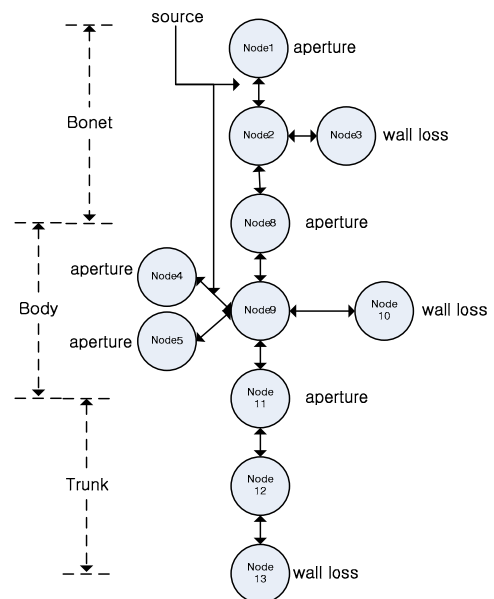 source
Node1 aperture
Bonet
Node2 Node3 wall loss
Node8 aperture
aperture Node4
Body Node9 Node 10 wall loss
aperture Node5
Node 11 aperture
Trunk Node 12
Node 13 wall loss